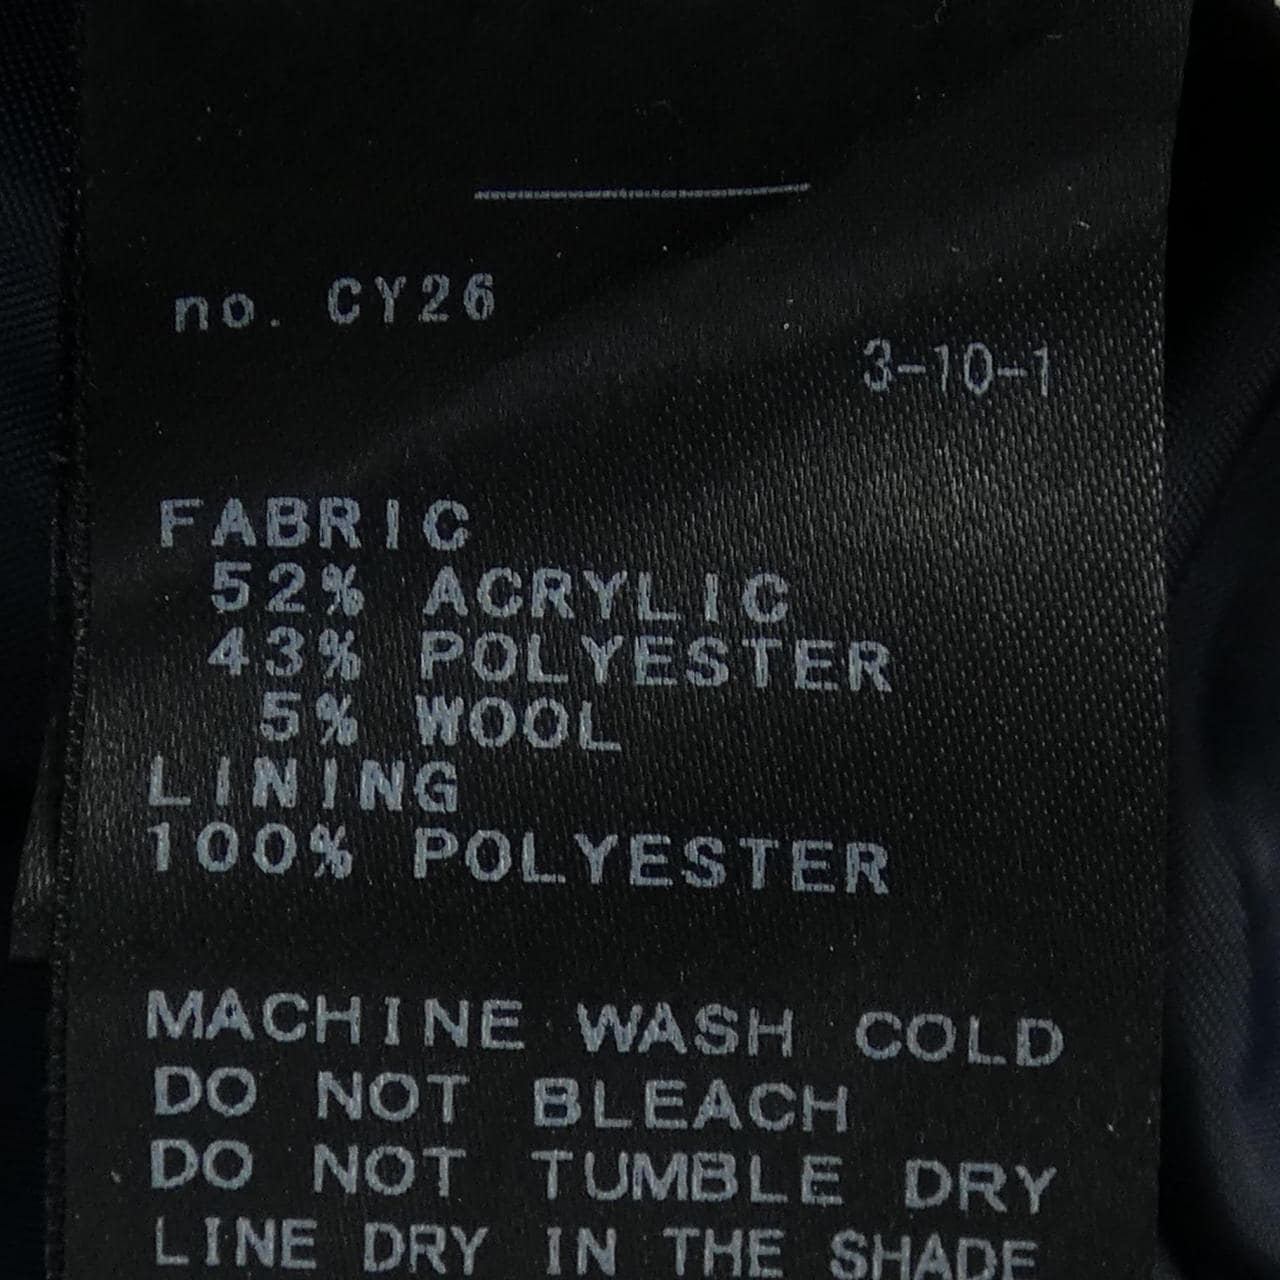 no. CY26
3-10-1
FABRIC
52% ACRYLIC
43% POLYESTER
5% WOOL
LINING
100% POLYESTER
MACHINE WASH COLD
DO NOT BLEACH
DO NOT TUMBLE DRY
LINE DRY IN THE SHADE